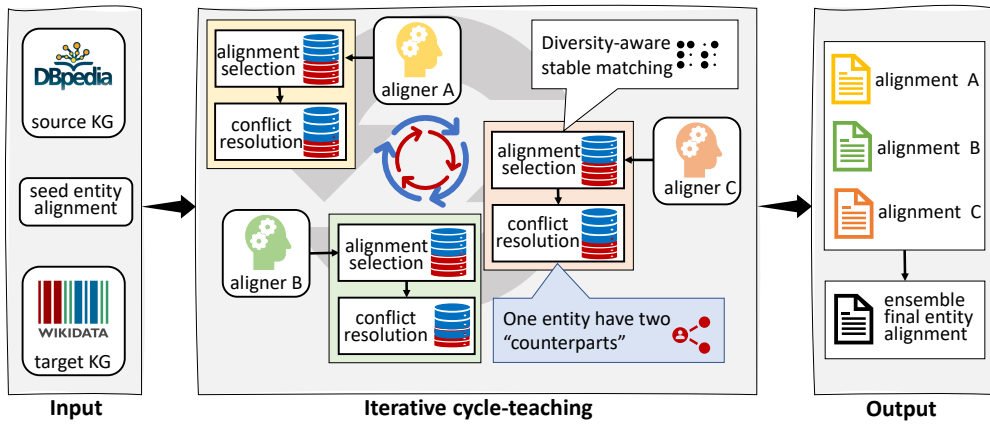 DBpedia
source KG
seed entity
alignment
WIKIDATA
target KG
Input
alignment
selection
conflict
resolution
aligner A
Diversity-aware
stable matching
alignment
selection
conflict
resolution
aligner C
aligner B
alignment
selection
conflict
resolution
One entity have two
“counterparts”
Iterative cycle-teaching
alignment A
alignment B
alignment C
ensemble
final entity
alignment
Output